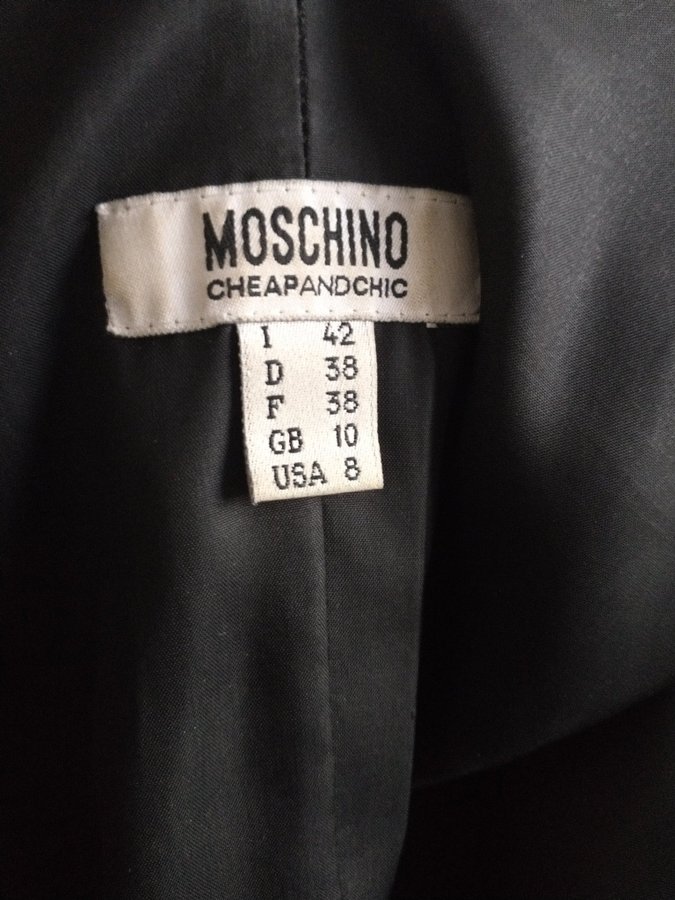 MOSCHINO
CHEAPANDCHIC
I 42
D 38
F 38
GB 10
USA 8